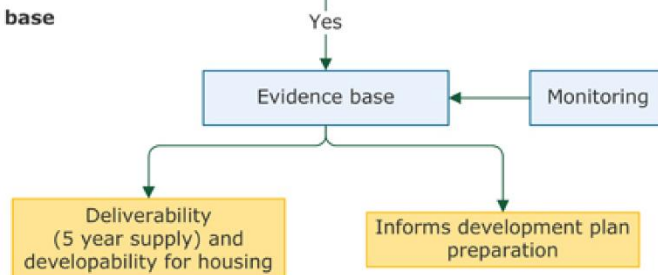 base
Yes
Evidence base
Monitoring
Deliverability
(5 year supply) and
developability for housing
Informs development plan
preparation